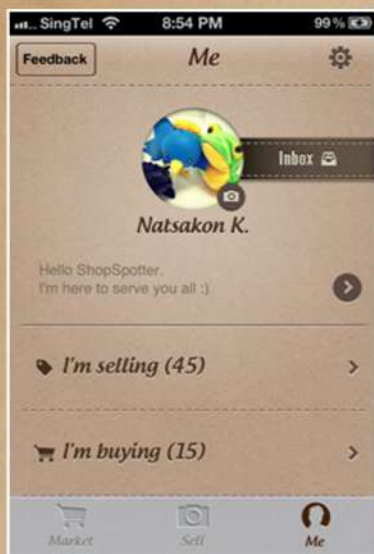 SingTel 8:54 PM 99%
Feedback Me
Inbox
Natsakon K.
Hello ShopSpotter.
I'm here to serve you all :)
I'm selling (45)
I'm buying (15)
Market Sell Me